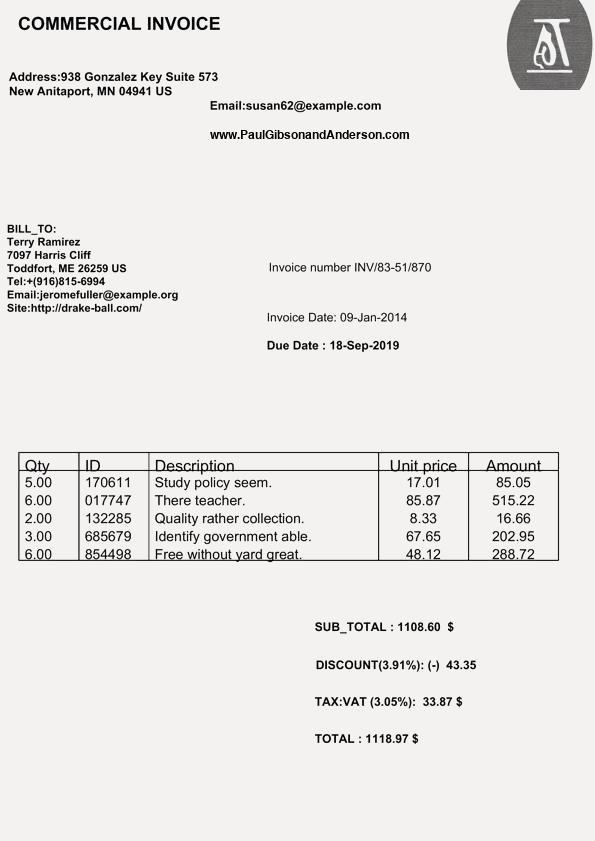 COMMERCIAL INVOICE
Address:938 Gonzalez Key Suite 573
New Anitaport, MN 04941 US
Email:susan62@example.com
www.PaulGibsonandAnderson.com
BILL_TO:
Terry Ramirez
7097 Harris Cliff
Toddfort, ME 26259 US
Tel:+(916)815-6994
Email:jeromefuller@example.org
Site:http://drake-ball.com/
Invoice number INV/83-51/870
Invoice Date: 09-Jan-2014
Due Date : 18-Sep-2019
Qty ID Description Unit price Amount
5.00 170611 Study policy seem. 17.01 85.05
6.00 017747 There teacher. 85.87 515.22
2.00 132285 Quality rather collection. 8.33 16.66
3.00 685679 Identify government able. 67.65 202.95
6.00 854498 Free without yard great. 48.12 288.72
SUB_TOTAL : 1108.60 $
DISCOUNT(3.91%): (-) 43.35
TAX:VAT (3.05%): 33.87 $
TOTAL : 1118.97 $